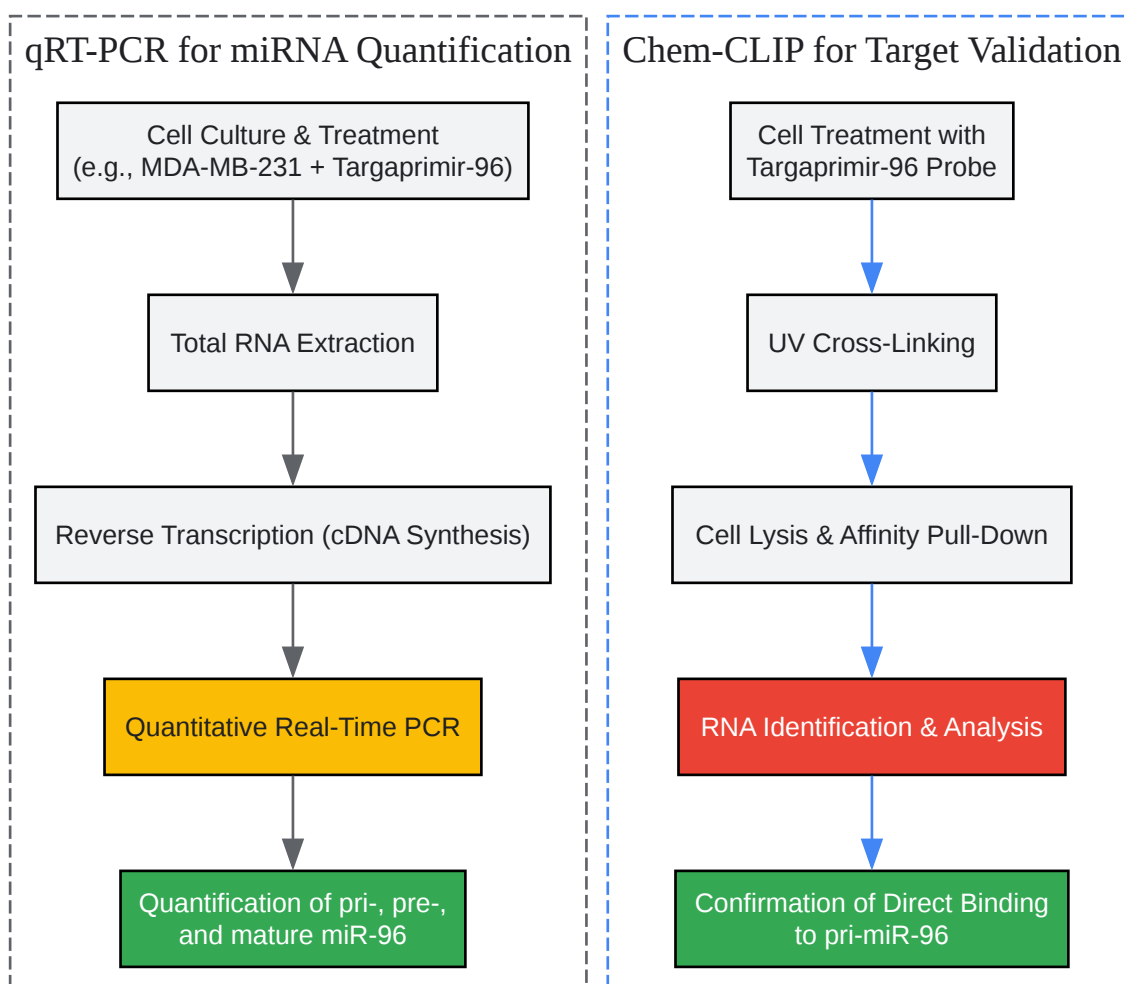 qRT-PCR for miRNA Quantification
Cell Culture & Treatment
(e.g., MDA-MB-231 + Targaprimir-96)
Total RNA Extraction
Reverse Transcription (cDNA Synthesis)
Quantitative Real-Time PCR
Quantification of pri-, pre-,
and mature miR-96
Chem-CLIP for Target Validation
Cell Treatment with
Targaprimir-96 Probe
UV Cross-Linking
Cell Lysis & Affinity Pull-Down
RNA Identification & Analysis
Confirmation of Direct Binding
to pri-miR-96